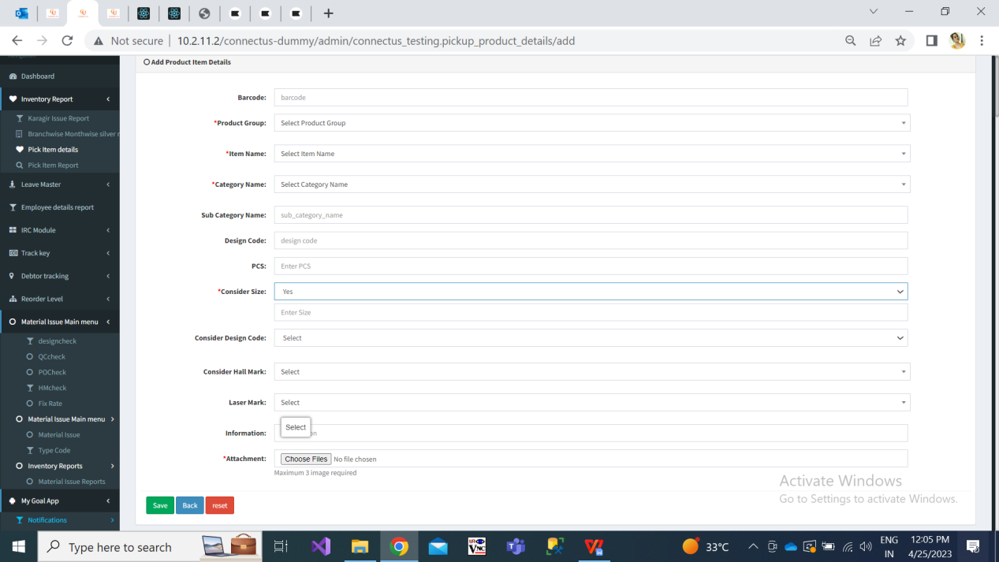 Not secure | 10.2.11.2/connectus-dummy/admin/connectus_testing.pickup_product_details/add
Dashboard
Inventory Report
Karagir Issue Report
Branchwise Monthwise silver
Pick Item details
Pick Item Report
Leave Master
Employee details report
IRC Module
Track key
Debtor tracking
Reorder Level
Material Issue Main menu
designcheck
QCcheck
POCheck
HMcheck
Fix Rate
Material Issue Main menu
Material Issue
Type Code
Inventory Reports
Material Issue Reports
My Goal App
Notifications
Add Product Item Details
Barcode: barcode
*Product Group: Select Product Group
*Item Name: Select Item Name
*Category Name: Select Category Name
Sub Category Name: sub_category_name
Design Code: design code
PCS: Enter PCS
*Consider Size: Yes
Enter Size
Consider Design Code: Select
Consider Hall Mark: Select
Laser Mark: Select
Select
Information:
*Attachment: Choose Files No file chosen
Maximum 3 image required
Save Back reset
Activate Windows
Go to Settings to activate Windows.
Type here to search
33°C
ENG
IN
12:05 PM
4/25/2023